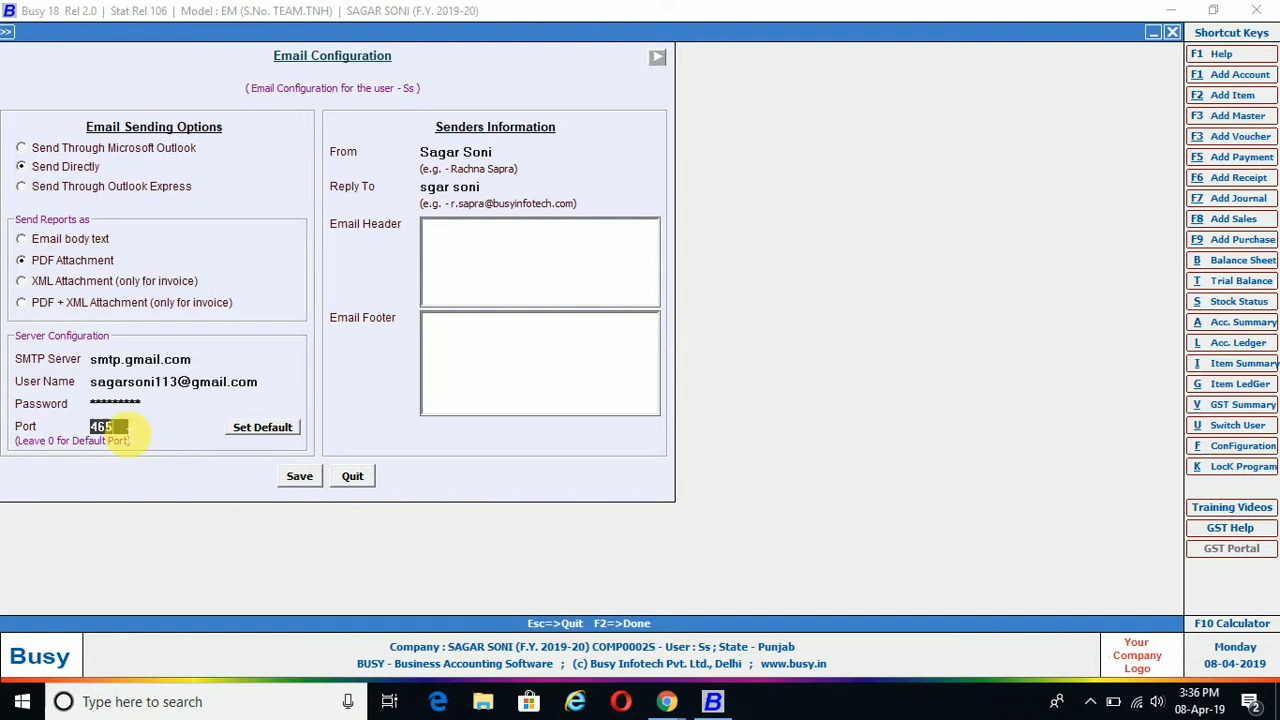 Busy 18 Rel 2.0 | Stat Rel 106 | Model : EM (S.No. TEAM.TNH) | SAGAR SONI (F.Y. 2019-20)
>>
Shortcut Keys
Email Configuration
( Email Configuration for the user - Ss )
Email Sending Options
Send Through Microsoft Outlook
Send Directly
Send Through Outlook Express
Send Reports as
Email body text
PDF Attachment
XML Attachment (only for invoice)
PDF + XML Attachment (only for invoice)
Server Configuration
SMTP Server smtp.gmail.com
User Name sagarsoni113@gmail.com
Password *********
Port 465
Set Default
(Leave 0 for Default Port)
Senders Information
From Sagar Soni
(e.g. - Rachna Sapra)
Reply To sgar soni
(e.g. - r.sapra@busyinfotech.com)
Email Header
Email Footer
Save Quit
F1 Help
F1 Add Account
F2 Add Item
F3 Add Master
F3 Add Voucher
F5 Add Payment
F6 Add Receipt
F7 Add Journal
F8 Add Sales
F9 Add Purchase
B Balance Sheet
T Trial Balance
S Stock Status
A Acc. Summary
L Acc. Ledger
I Item Summary
G Item LedGer
V GST Summary
U Switch User
F ConFiguration
K LocK Program
Training Videos
GST Help
GST Portal
Esc=>Quit F2=>Done
F10 Calculator
Busy
Company : SAGAR SONI (F.Y. 2019-20) COMP0002S - User : Ss ; State - Punjab
BUSY - Business Accounting Software ; (c) Busy Infotech Pvt. Ltd., Delhi ; www.busy.in
Your
Company
Logo
Monday
08-04-2019
Type here to search
3:36 PM
08-Apr-19
2